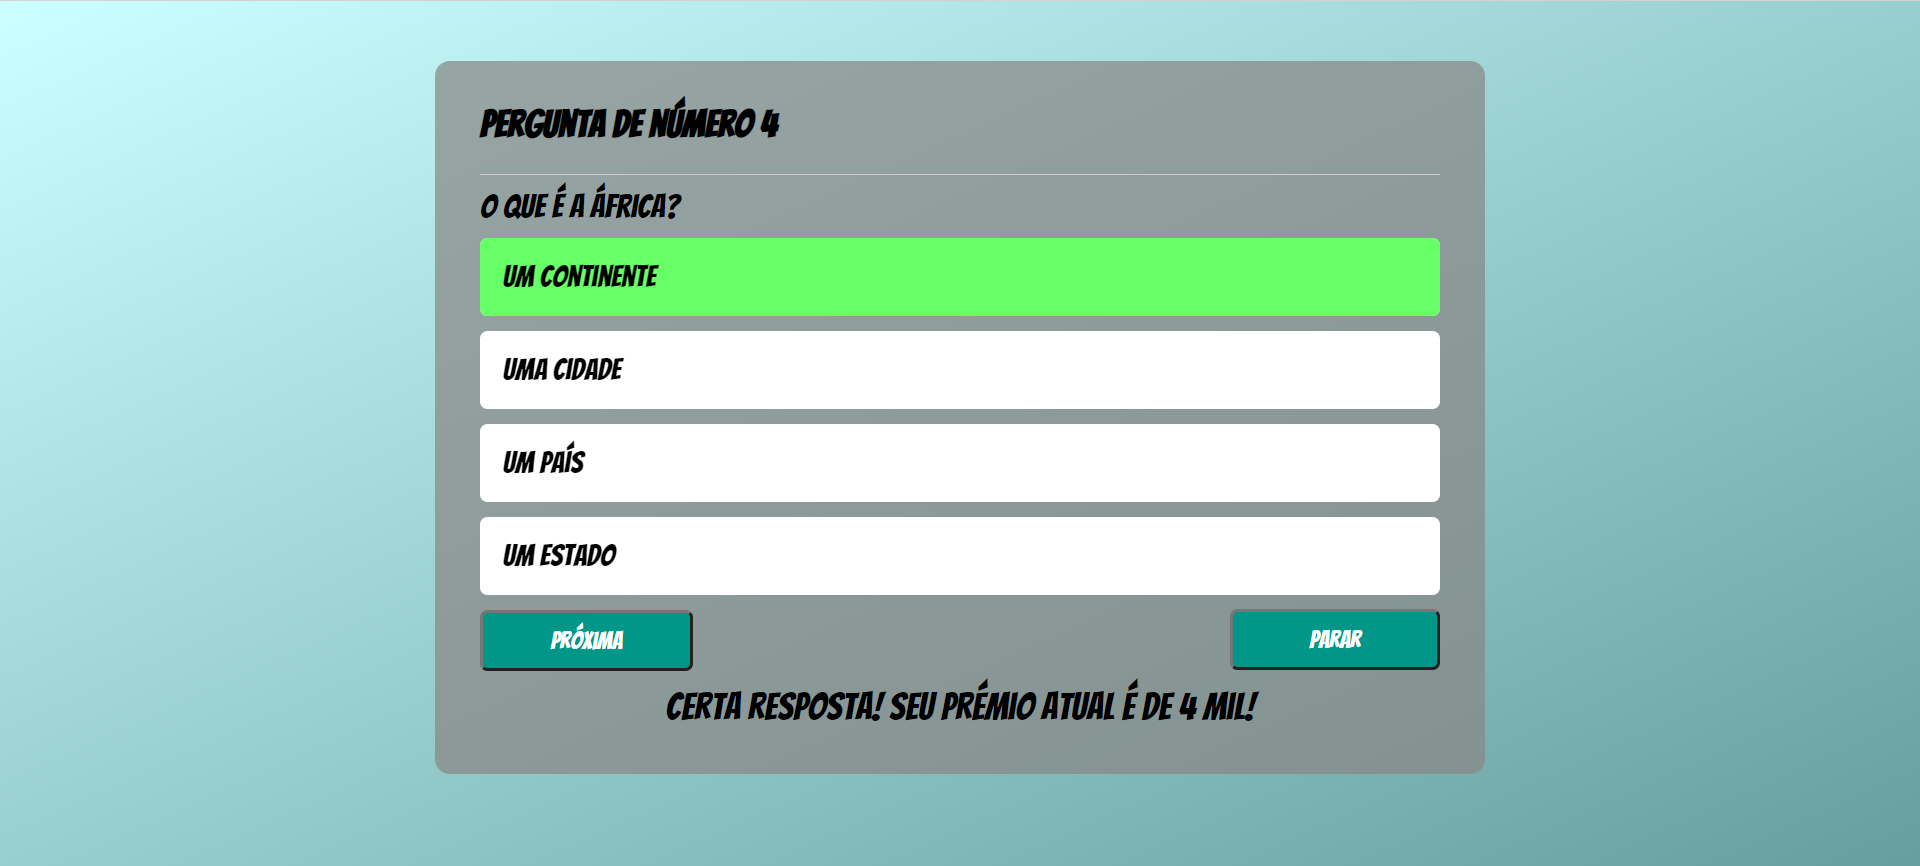 PERGUNTA DE NÚMERO 4
O QUE É A ÁFRICA?
UM CONTINENTE
UMA CIDADE
UM PAÍS
UM ESTADO
PRÓXIMA
PARAR
CERTA RESPOSTA! SEU PRÉMIO ATUAL É DE 4 MIL!